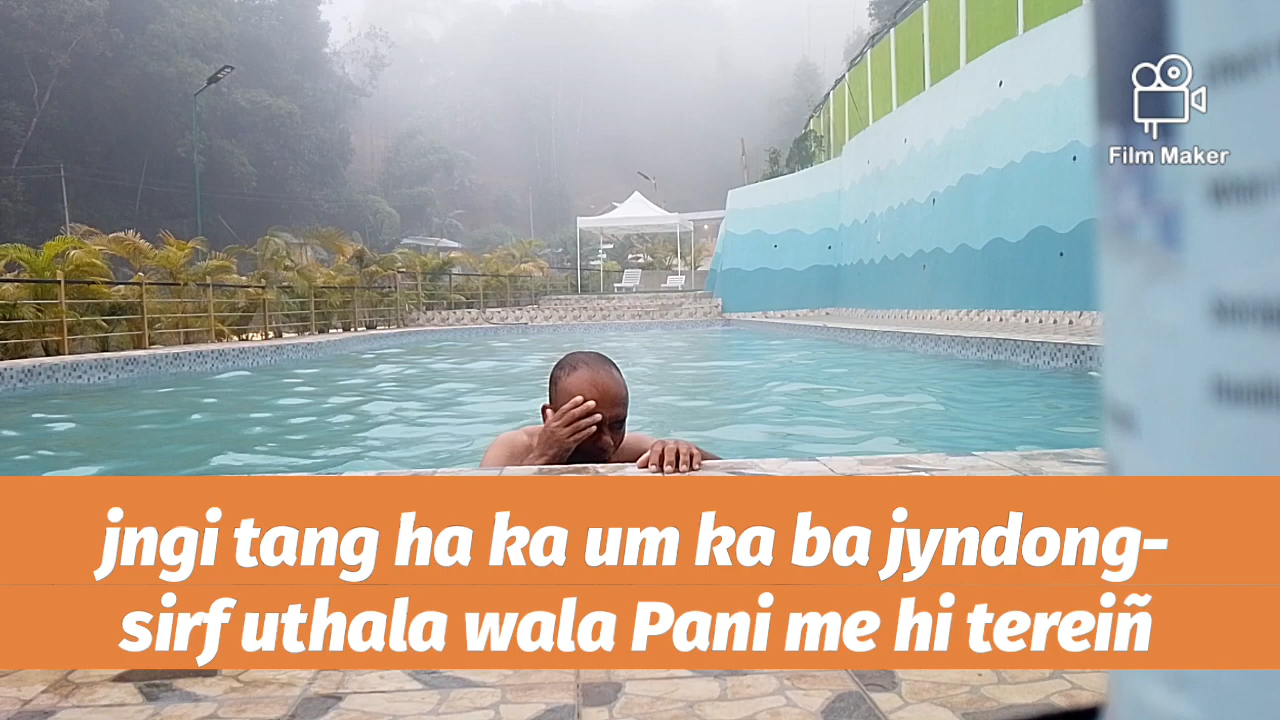 Film Maker
jngi tang ha ka um ka ba jyndong-
sirf uthala wala Pani me hi tereiñ